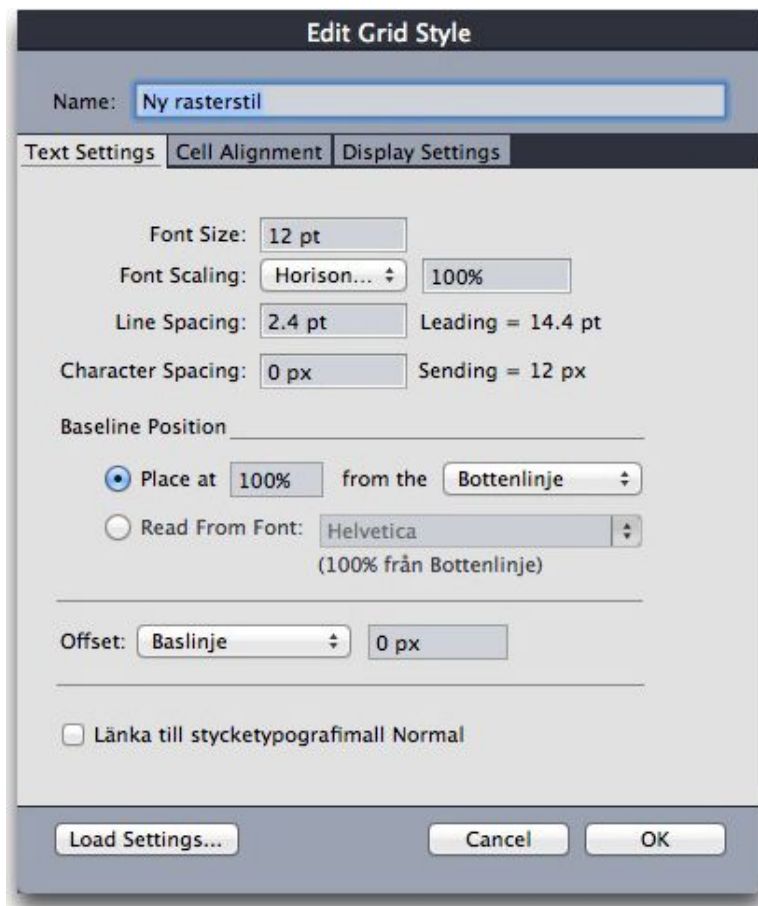 Edit Grid Style
Name: Ny rasterstil
Text Settings Cell Alignment Display Settings
Font Size: 12 pt
Font Scaling: Horison... 100%
Line Spacing: 2.4 pt Leading = 14.4 pt
Character Spacing: 0 px Sending = 12 px
Baseline Position
Place at 100% from the Bottenlinje
Read From Font: Helvetica
(100% från Bottenlinje)
Offset: Baslinje 0 px
Länka till stycketypografimall Normal
Load Settings... Cancel OK